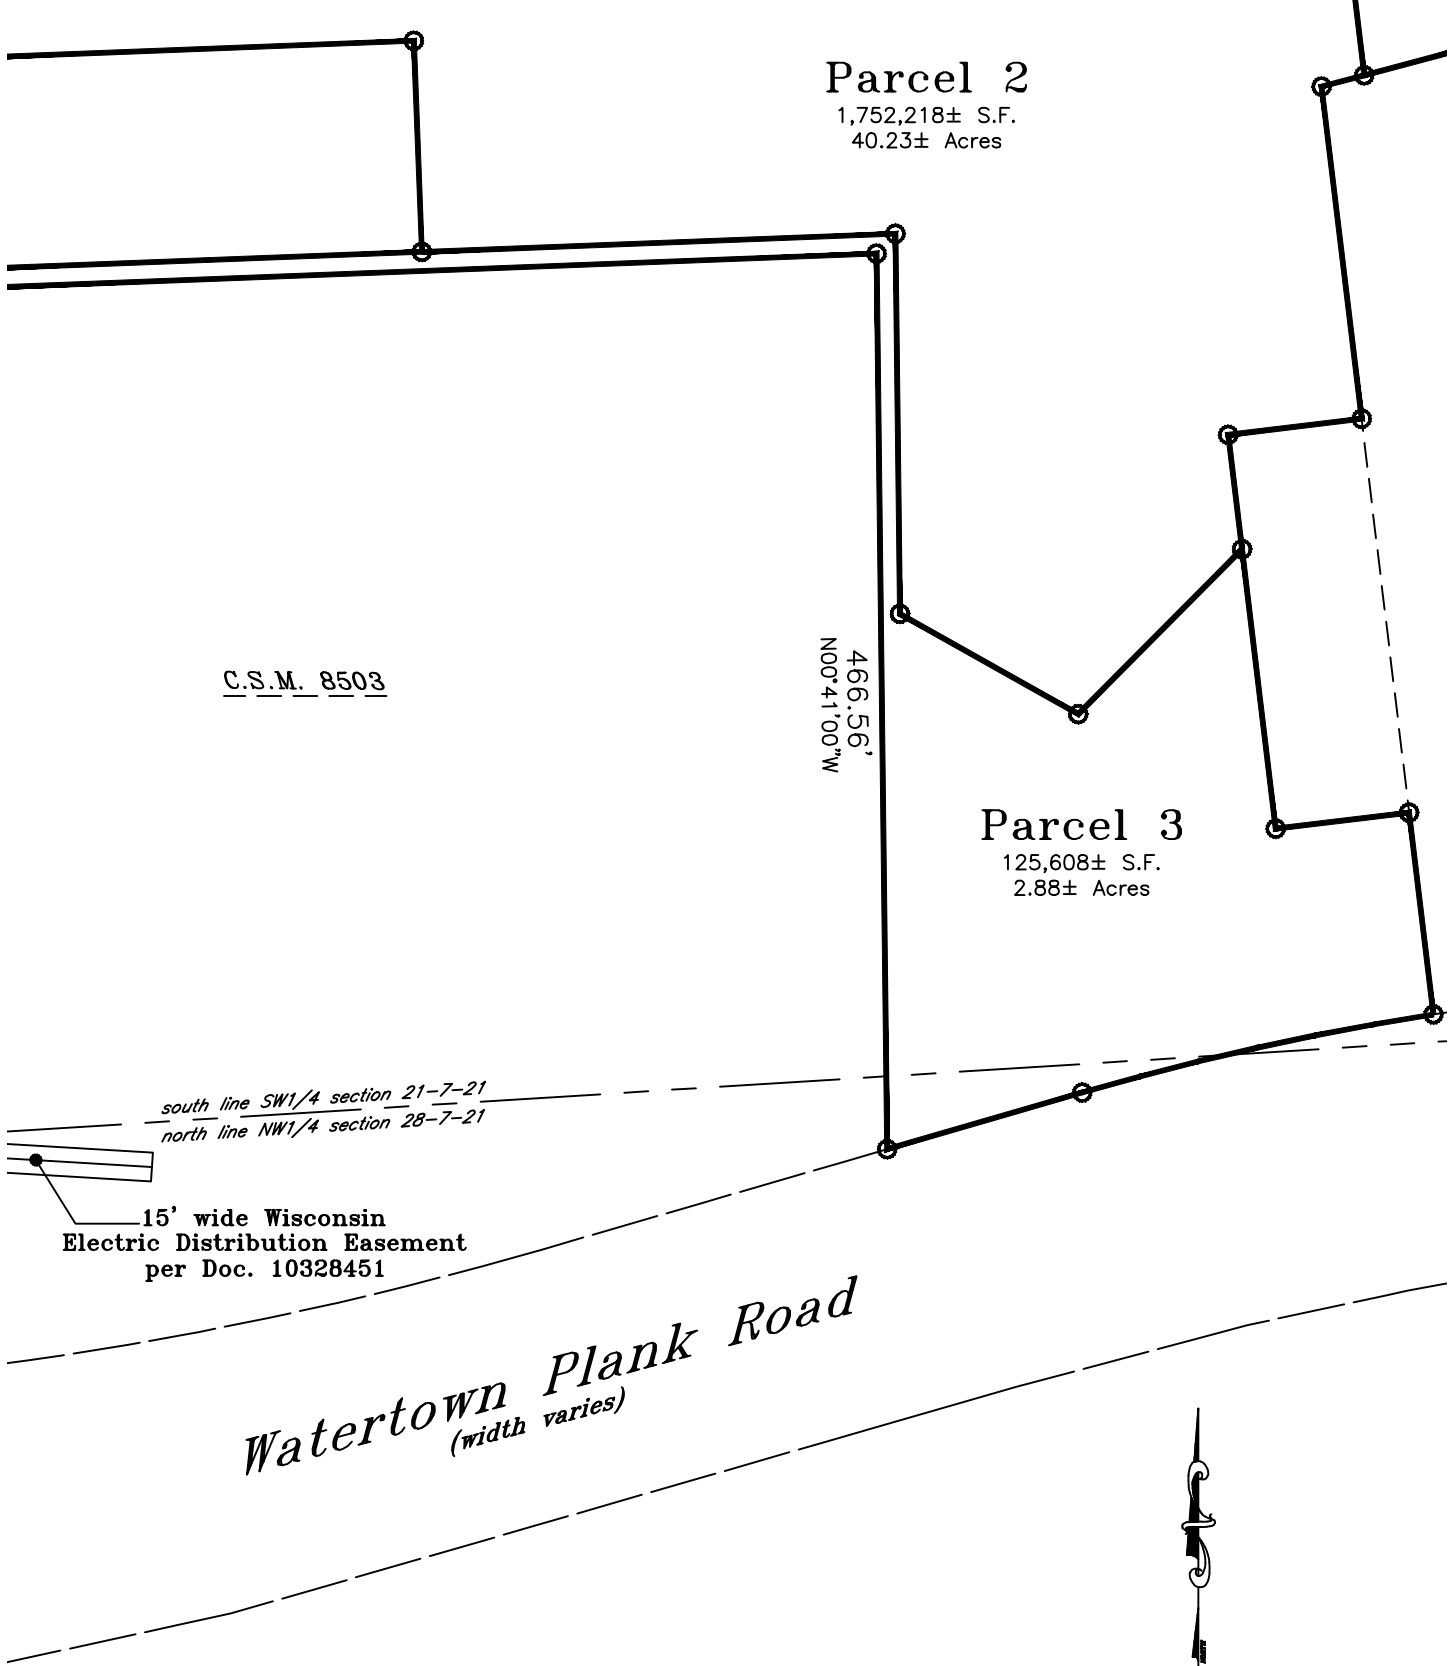 Parcel 2
1,752,218± S.F.
40.23± Acres
C.S.M. 8503
466.56'
N00°41'00"W
Parcel 3
125,608± S.F.
2.88± Acres
south line SW1/4 section 21-7-21
north line NW1/4 section 28-7-21
15' wide Wisconsin
Electric Distribution Easement
per Doc. 10328451
Watertown Plank Road
(width varies)